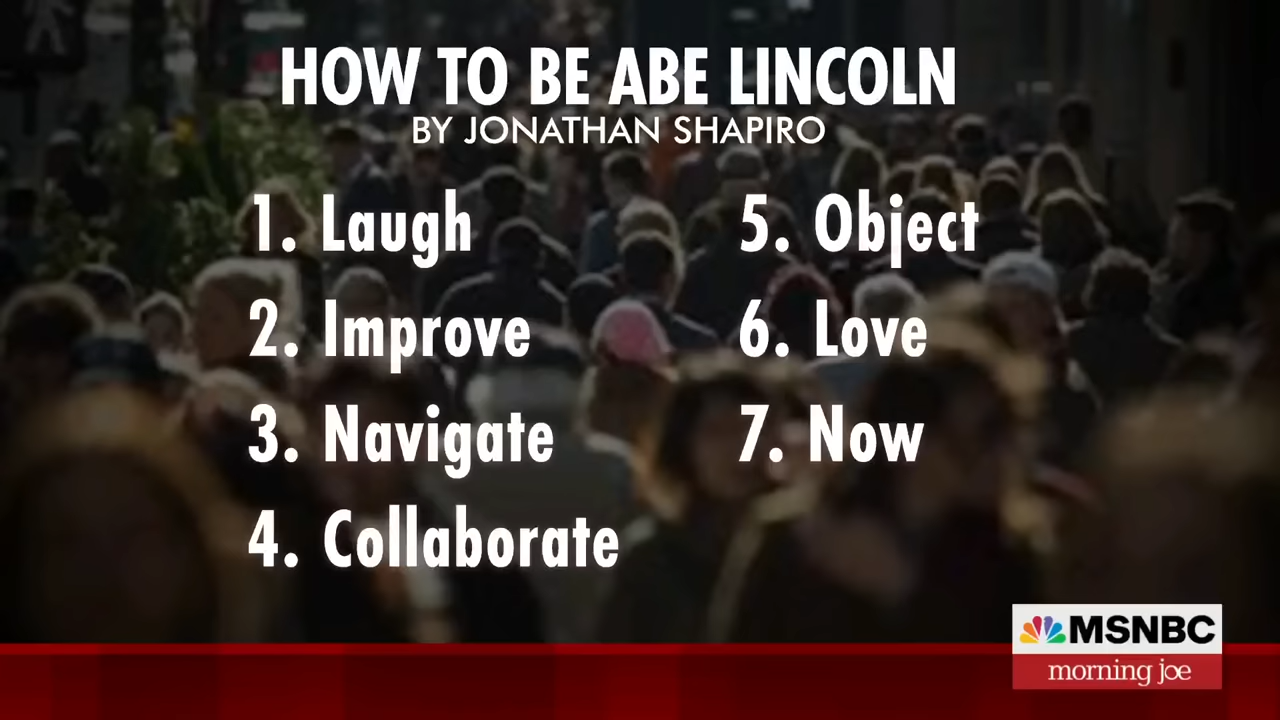 HOW TO BE ABE LINCOLN
BY JONATHAN SHAPIRO
1. Laugh
2. Improve
3. Navigate
4. Collaborate
5. Object
6. Love
7. Now
MSNBC
morning joe